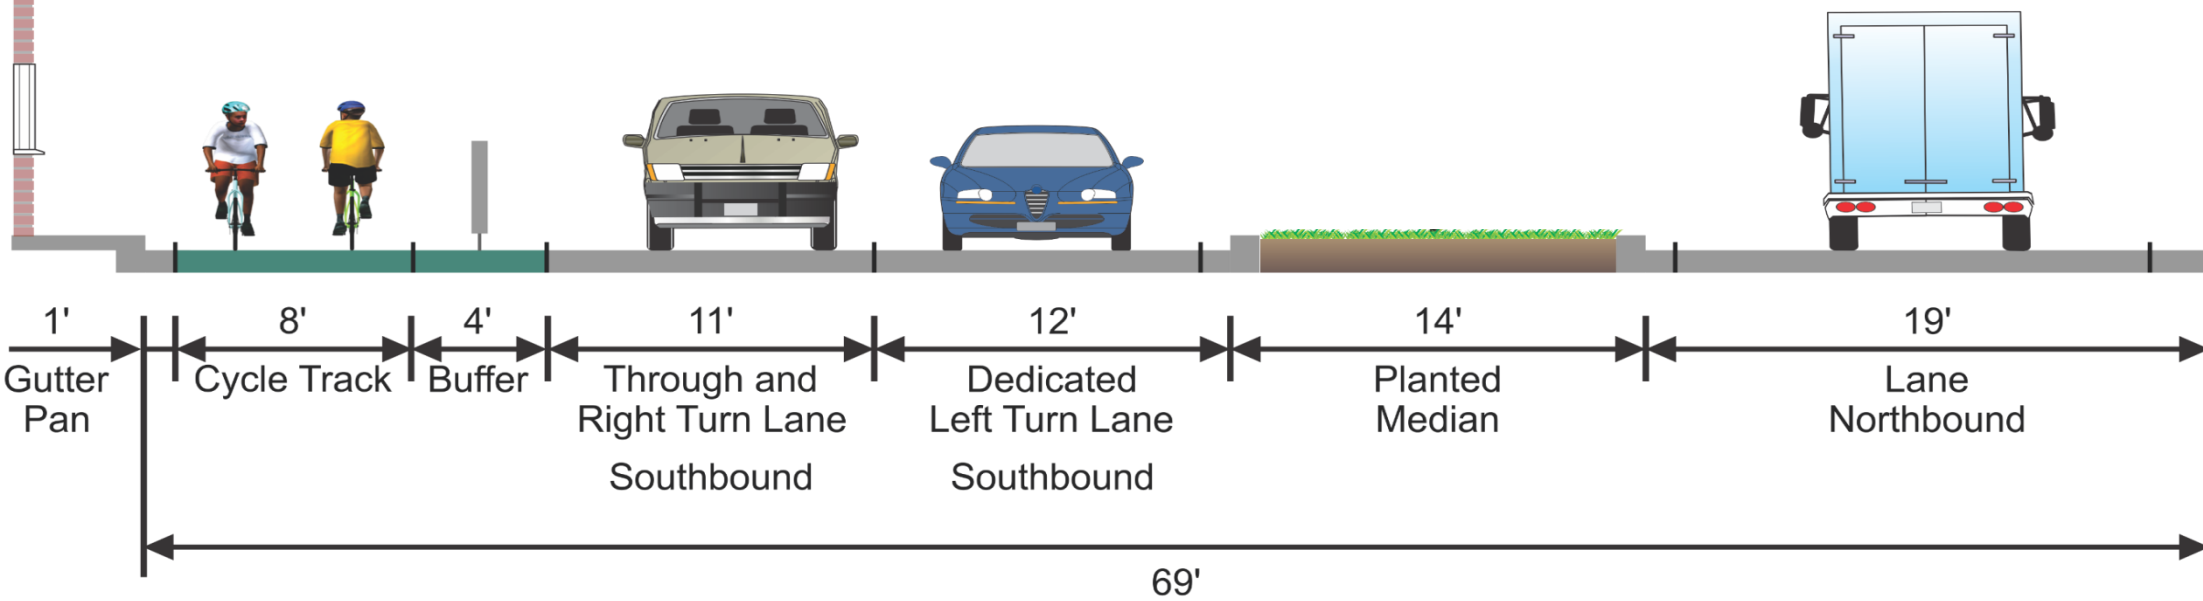 1'
8'
4'
11'
12'
14'
19'
Gutter
Pan
Cycle Track
Buffer
Through and
Right Turn Lane
Southbound
Dedicated
Left Turn Lane
Southbound
Planted
Median
Lane
Northbound
69'